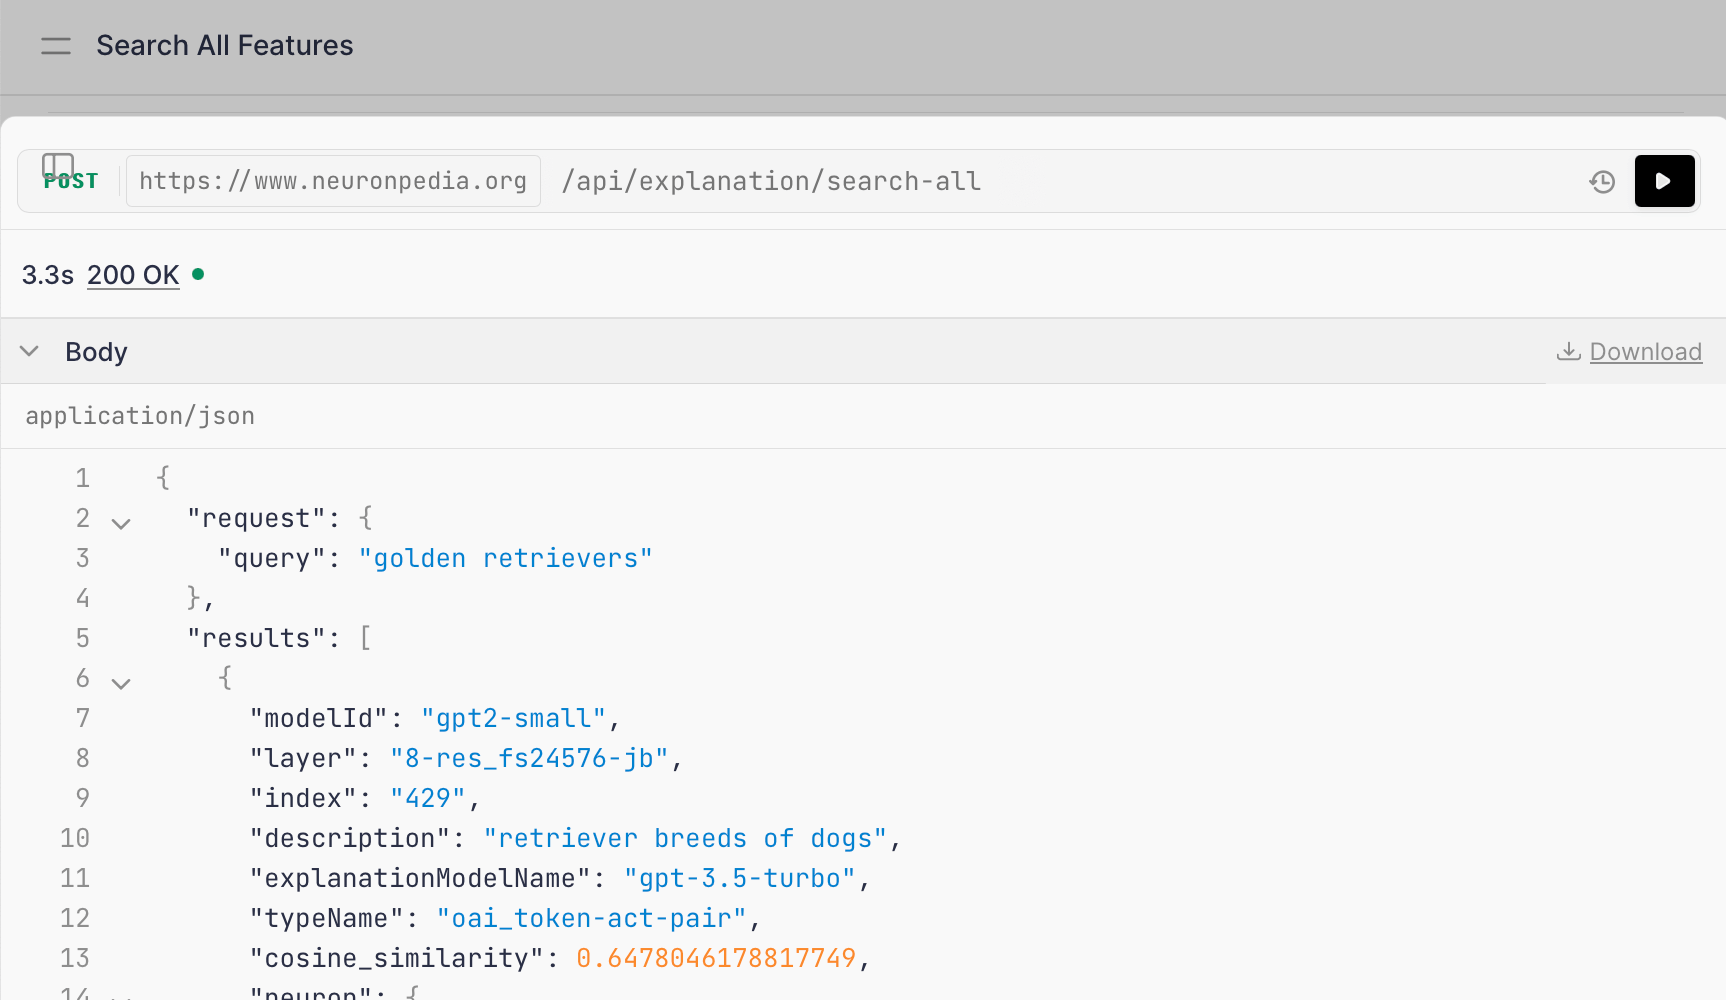 Search All Features
POST https://www.neuronpedia.org /api/explanation/search-all
3.3s 200 OK
Body Download
application/json
1 {
2 "request": {
3 "query": "golden retrievers"
4 },
5 "results": [
6 {
7 "modelId": "gpt2-small",
8 "layer": "8-res_fs24576-jb",
9 "index": "429",
10 "description": "retriever breeds of dogs",
11 "explanationModelName": "gpt-3.5-turbo",
12 "typeName": "oai_token-act-pair",
13 "cosine_similarity": 0.6478046178817749,
14 "neuron": {